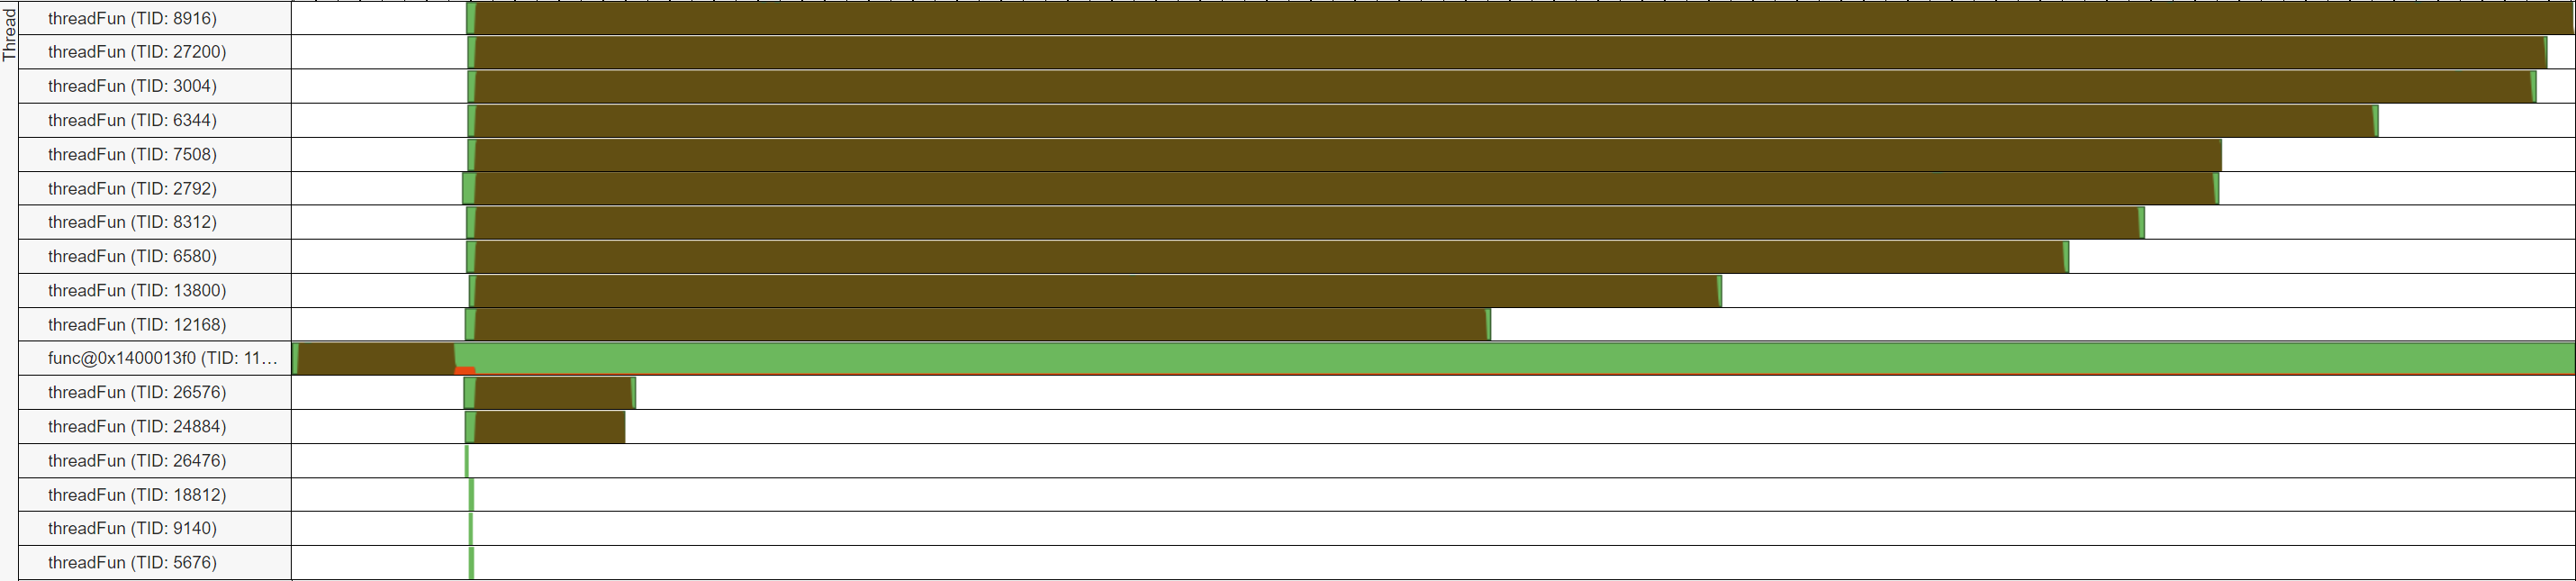 Thread
threadFun (TID: 8916)
threadFun (TID: 27200)
threadFun (TID: 3004)
threadFun (TID: 6344)
threadFun (TID: 7508)
threadFun (TID: 2792)
threadFun (TID: 8312)
threadFun (TID: 6580)
threadFun (TID: 13800)
threadFun (TID: 12168)
func@0x1400013f0 (TID: 11...
threadFun (TID: 26576)
threadFun (TID: 24884)
threadFun (TID: 26476)
threadFun (TID: 18812)
threadFun (TID: 9140)
threadFun (TID: 5676)